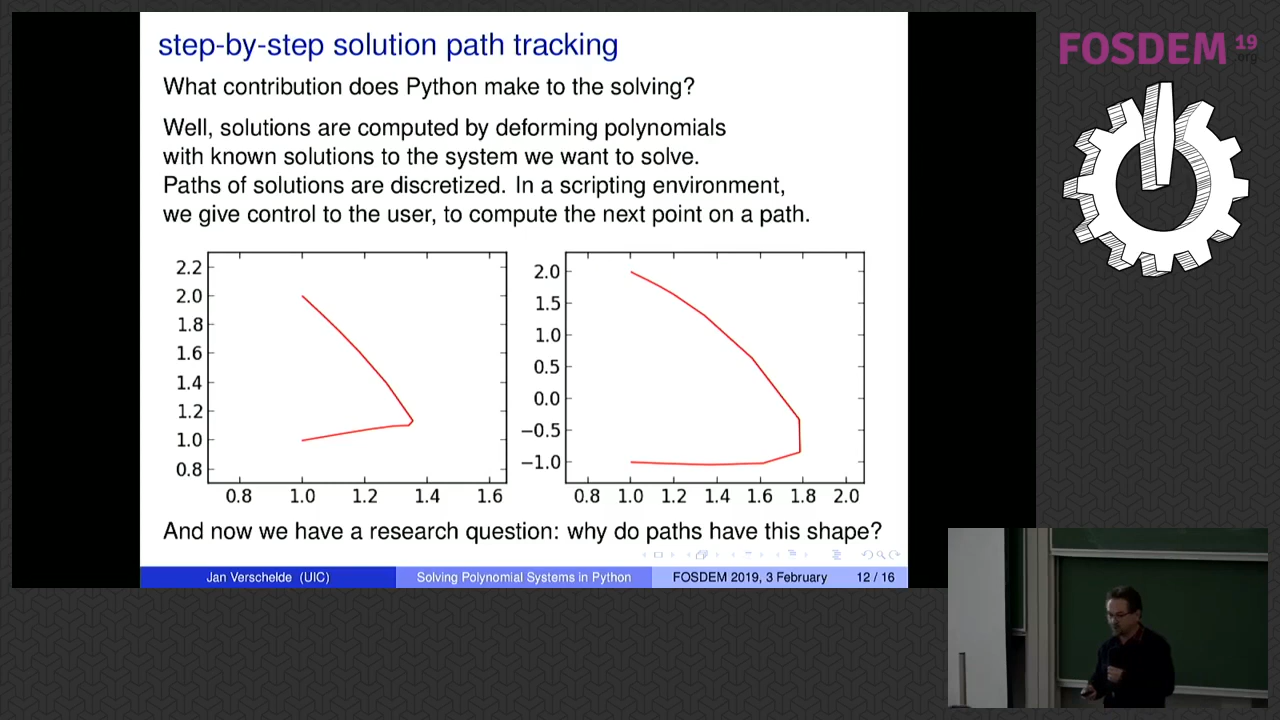 step-by-step solution path tracking
What contribution does Python make to the solving?
Well, solutions are computed by deforming polynomials
with known solutions to the system we want to solve.
Paths of solutions are discretized. In a scripting environment,
we give control to the user, to compute the next point on a path.
2.2
2.0
1.8
1.6
1.4
1.2
1.0
0.8
0.8 1.0 1.2 1.4 1.6
2.0
1.5
1.0
0.5
0.0
−0.5
−1.0
0.8 1.0 1.2 1.4 1.6 1.8 2.0
And now we have a research question: why do paths have this shape?
Jan Verschelde (UIC) Solving Polynomial Systems in Python FOSDEM 2019, 3 February 12 / 16
FOSDEM 19
.org